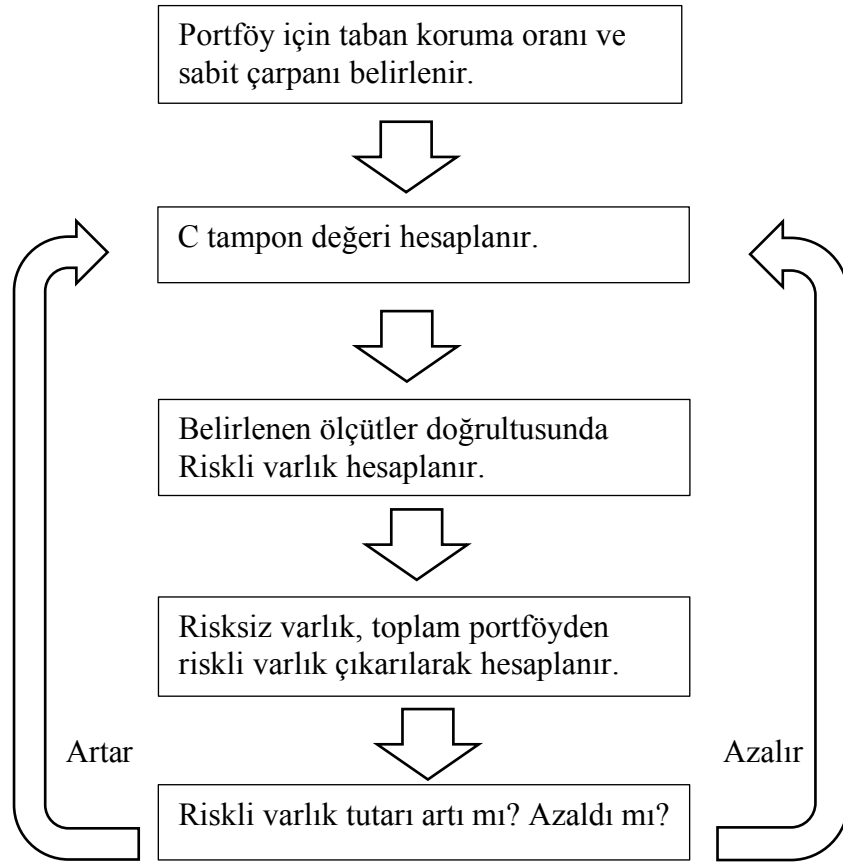 Portföy için taban koruma oranı ve
sabit çarpanı belirlenir.
C tampon değeri hesaplanır.
Belirlenen ölçütler doğrultusunda
Riskli varlık hesaplanır.
Risksiz varlık, toplam portföyden
riskli varlık çıkarılarak hesaplanır.
Artar
Azalır
Riskli varlık tutarı artı mı? Azaldı mı?